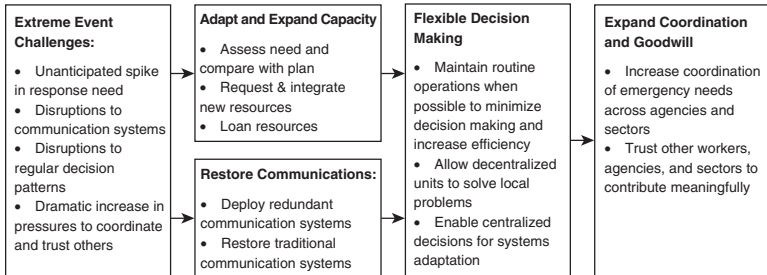 Extreme Event
Challenges:
• Unanticipated spike
in response need
• Disruptions to
communication systems
• Disruptions to
regular decision
patterns
• Dramatic increase in
pressures to coordinate
and trust others
Adapt and Expand Capacity
• Assess need and
compare with plan
• Request & integrate
new resources
• Loan resources
Restore Communications:
• Deploy redundant
communication systems
• Restore traditional
communication systems
Flexible Decision
Making
• Maintain routine
operations when
possible to minimize
decision making and
increase efficiency
• Allow decentralized
units to solve local
problems
• Enable centralized
decisions for systems
adaptation
Expand Coordination
and Goodwill
• Increase coordination
of emergency needs
across agencies and
sectors
• Trust other workers,
agencies, and sectors to
contribute meaningfully